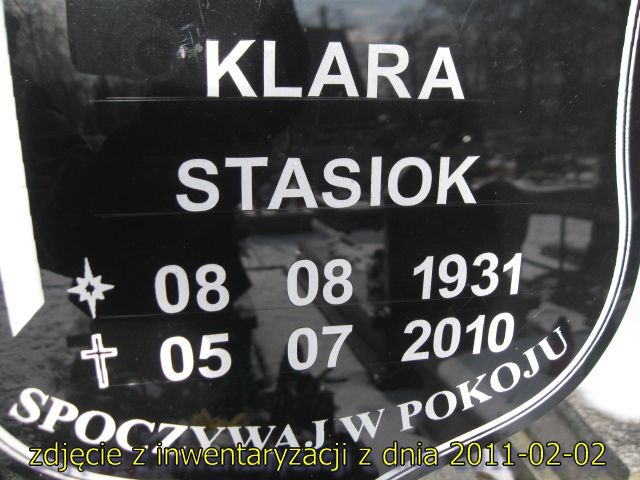 KLARA
STASIOK
08 08 1931
05 07 2010
SPOCZYWAJ W POKOJU
zdjęcie z inwentaryzacji z dnia 2011-02-02